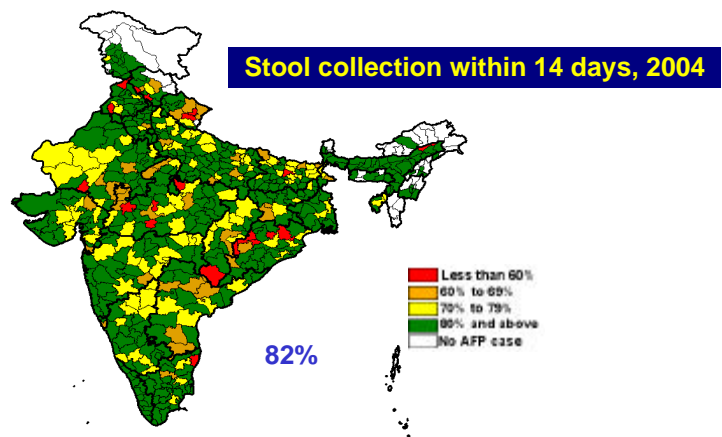 Stool collection within 14 days, 2004
Less than 60%
60% to 69%
70% to 79%
80% and above
No AFP case
82%